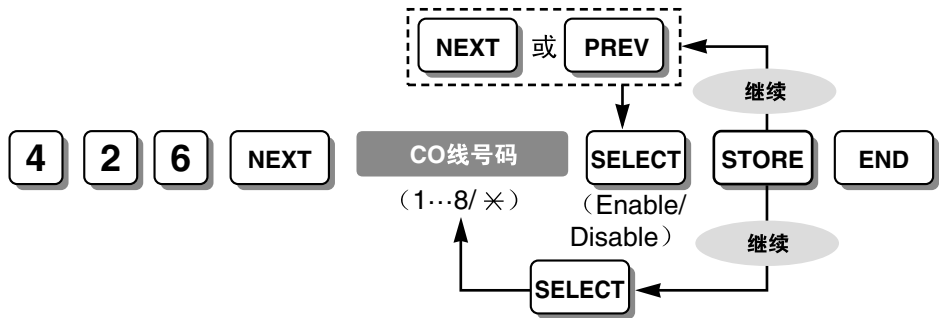 NEXT 或 PREV
继续
4 2 6 NEXT CO线号码 SELECT STORE END
(1···8/ ✳) (Enable/
Disable)
继续
SELECT